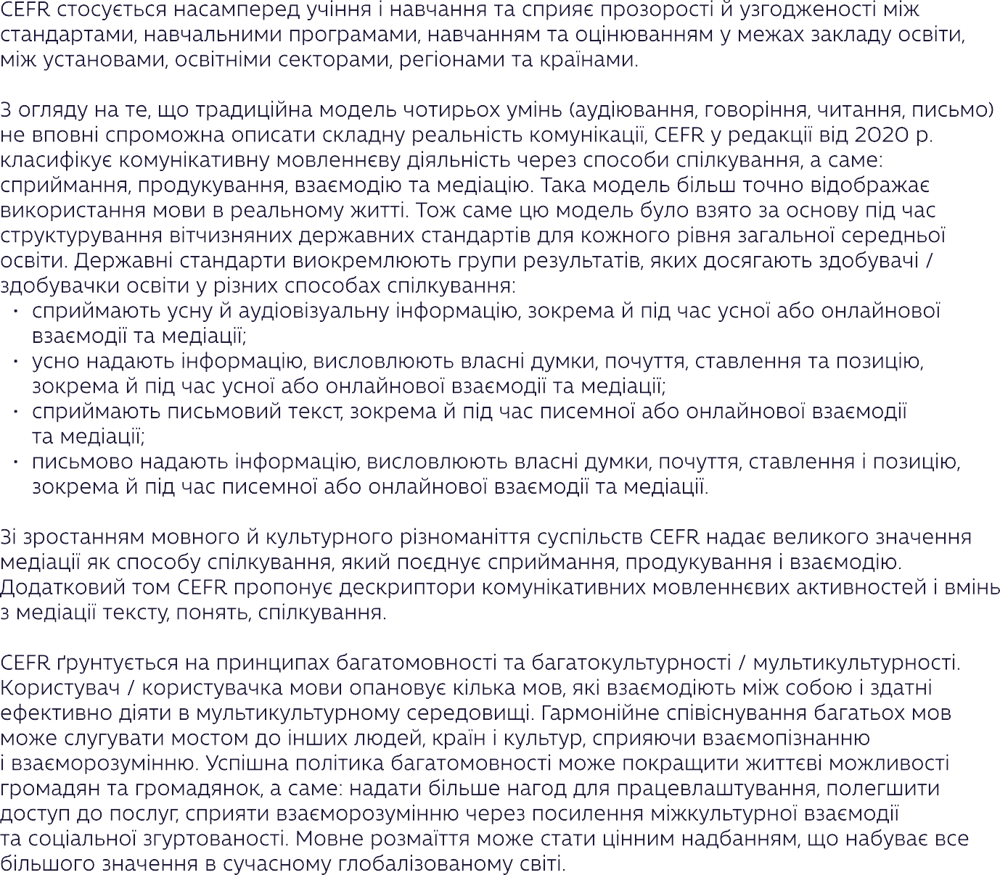 CEFR стосується насамперед учіння і навчання та сприяє прозорості й узгодженості між
стандартами, навчальними програмами, навчанням та оцінюванням у межах закладу освіти,
між установами, освітніми секторами, регіонами та країнами.
З огляду на те, що традиційна модель чотирьох умінь (аудіювання, говоріння, читання, письмо)
не вповні спроможна описати складну реальність комунікації, CEFR у редакції від 2020 р.
класифікує комунікативну мовленнєву діяльність через способи спілкування, а саме:
сприймання, продукування, взаємодію та медіацію. Така модель більш точно відображає
використання мови в реальному житті. Тож саме цю модель було взято за основу під час
структурування вітчизняних державних стандартів для кожного рівня загальної середньої
освіти. Державні стандарти виокремлюють групи результатів, яких досягають здобувачі /
здобувачки освіти у різних способах спілкування:
• сприймають усну й аудіовізуальну інформацію, зокрема й під час усної або онлайнової
взаємодії та медіації;
• усно надають інформацію, висловлюють власні думки, почуття, ставлення та позицію,
зокрема й під час усної або онлайнової взаємодії та медіації;
• сприймають письмовий текст, зокрема й під час писемної або онлайнової взаємодії
та медіації;
• письмово надають інформацію, висловлюють власні думки, почуття, ставлення і позицію,
зокрема й під час писемної або онлайнової взаємодії та медіації.
Зі зростанням мовного й культурного різноманіття суспільств CEFR надає великого значення
медіації як способу спілкування, який поєднує сприймання, продукування і взаємодію.
Додатковий том CEFR пропонує дескриптори комунікативних мовленнєвих активностей і вмінь
з медіації тексту, понять, спілкування.
CEFR ґрунтується на принципах багатомовності та багатокультурності / мультикультурності.
Користувач / користувачка мови опановує кілька мов, які взаємодіють між собою і здатні
ефективно діяти в мультикультурному середовищі. Гармонійне співіснування багатьох мов
може слугувати мостом до інших людей, країн і культур, сприяючи взаємопізнанню
і взаєморозумінню. Успішна політика багатомовності може покращити життєві можливості
громадян та громадянок, а саме: надати більше нагод для працевлаштування, полегшити
доступ до послуг, сприяти взаєморозумінню через посилення міжкультурної взаємодії
та соціальної згуртованості. Мовне розмаїття може стати цінним надбанням, що набуває все
більшого значення в сучасному глобалізованому світі.